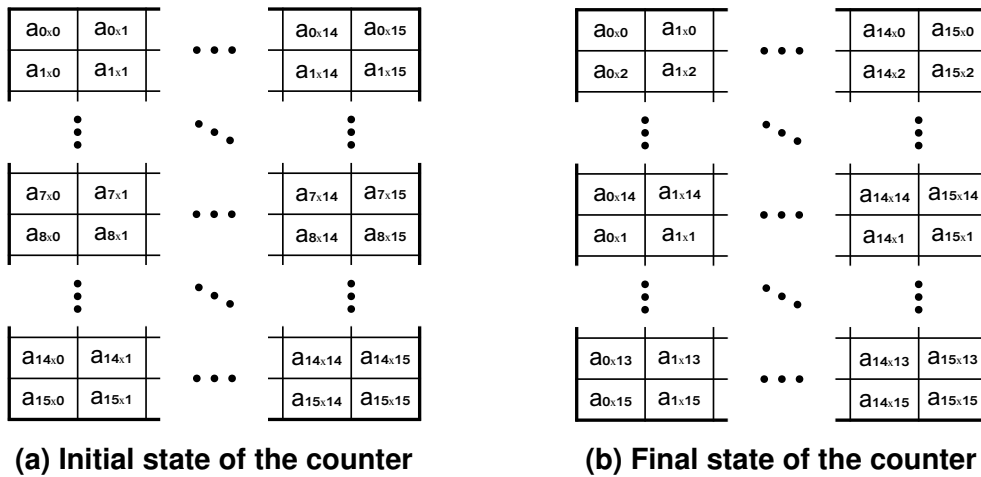 a0x0 a0x1 ... a0x14 a0x15 a0x0 a1x0 ... a14x0 a15x0
a1x0 a1x1 a1x14 a1x15 a0x2 a1x2 a14x2 a15x2
a7x0 a7x1 ... a7x14 a7x15 a0x14 a1x14 ... a14x14 a15x14
a8x0 a8x1 a8x14 a8x15 a0x1 a1x1 a14x1 a15x1
a14x0 a14x1 ... a14x14 a14x15 a0x13 a1x13 ... a14x13 a15x13
a15x0 a15x1 a15x14 a15x15 a0x15 a1x15 a14x15 a15x15
(a) Initial state of the counter (b) Final state of the counter